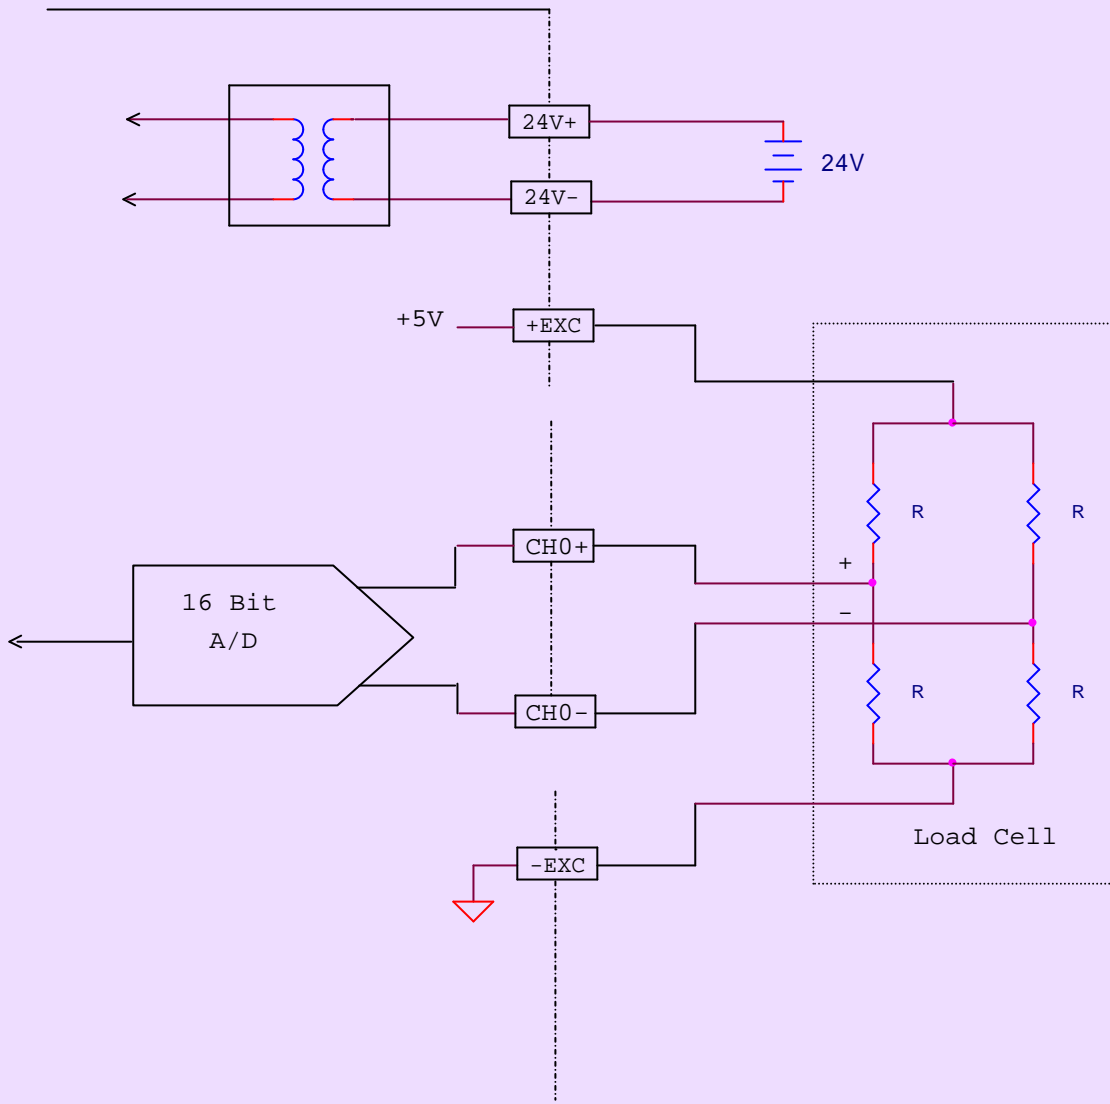 24V+
24V
24V-
+5V
+EXC
R
R
CH0+
+
16 Bit
A/D
-
R
R
CH0-
Load Cell
-EXC